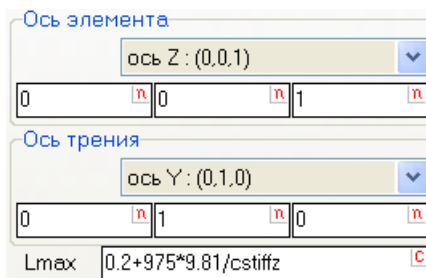 Ось элемента
ось Z : (0,0,1)
0 n 0 n 1 n
Ось трения
ось Y : (0,1,0)
0 n 1 n 0 n
Lmax 0.2+975*9.81/cstiffz C